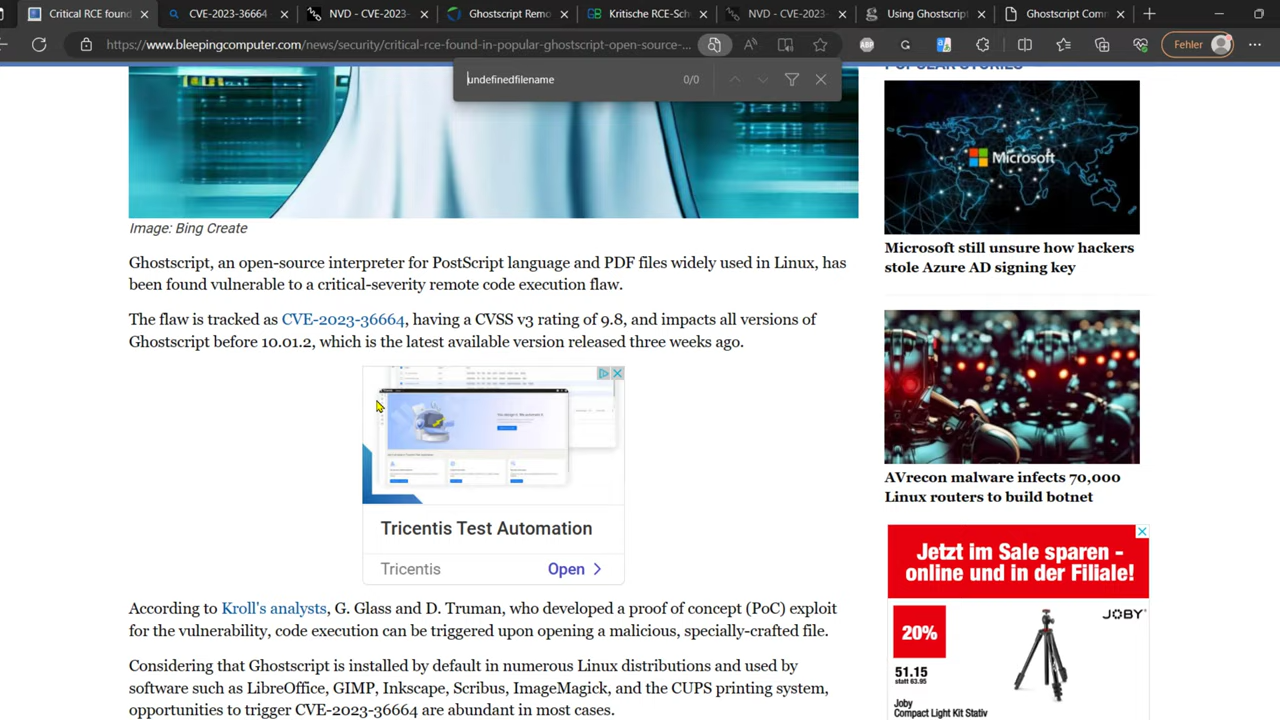 Critical RCE found
CVE-2023-36664
NVD - CVE-2023-
Ghostscript Remo
Kritische RCE-Sch
NVD - CVE-2023
Using Ghostscript
Ghostscript Com
https://www.bleepingcomputer.com/news/security/critical-rce-found-in-popular-ghostscript-open-source-...
ABP
Fehler
undefinedfilename
0/0
POPULAR STORIES
Microsoft
Image: Bing Create
Ghostscript, an open-source interpreter for PostScript language and PDF files widely used in Linux, has
been found vulnerable to a critical-severity remote code execution flaw.
The flaw is tracked as CVE-2023-36664, having a CVSS v3 rating of 9.8, and impacts all versions of
Ghostscript before 10.01.2, which is the latest available version released three weeks ago.
Tricentis Test Automation
Tricentis
Open
According to Kroll's analysts, G. Glass and D. Truman, who developed a proof of concept (PoC) exploit
for the vulnerability, code execution can be triggered upon opening a malicious, specially-crafted file.
Considering that Ghostscript is installed by default in numerous Linux distributions and used by
software such as LibreOffice, GIMP, Inkscape, Scribus, ImageMagick, and the CUPS printing system,
opportunities to trigger CVE-2023-36664 are abundant in most cases.
Microsoft still unsure how hackers
stole Azure AD signing key
AVrecon malware infects 70,000
Linux routers to build botnet
Jetzt im Sale sparen -
online und in der Filiale!
20%
JOBY
51.15
statt 63.95
Joby
Compact Light Kit Stativ